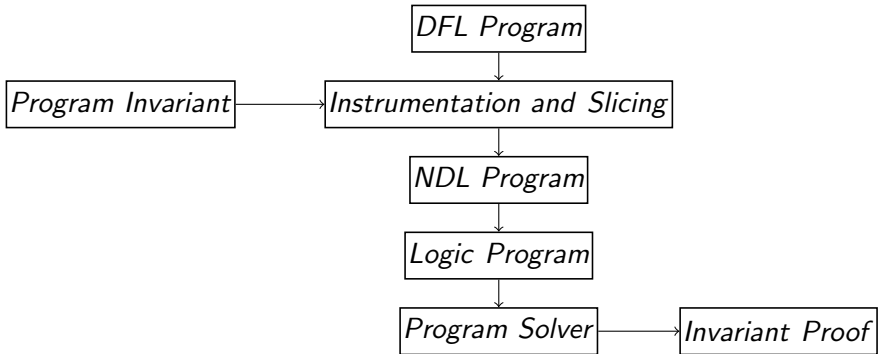 DFL Program
Program Invariant
Instrumentation and Slicing
NDL Program
Logic Program
Program Solver
Invariant Proof